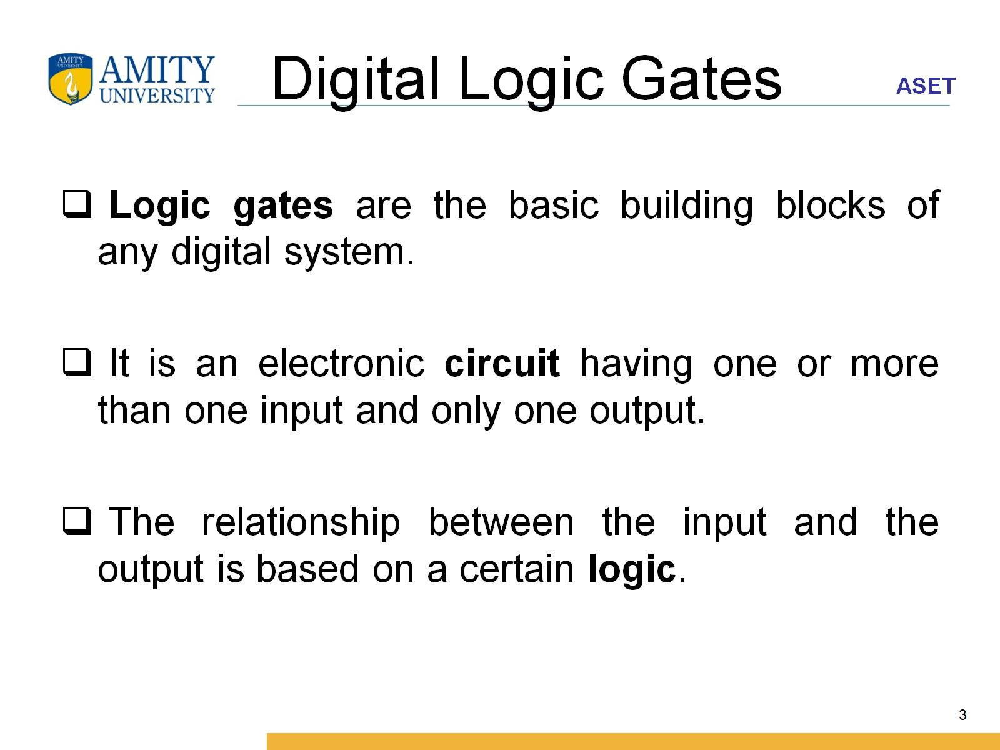 AMITY
UNIVERSITY
AMITY
UNIVERSITY
Digital Logic Gates
ASET
❑ Logic gates are the basic building blocks of
any digital system.
❑ It is an electronic circuit having one or more
than one input and only one output.
❑ The relationship between the input and the
output is based on a certain logic.
3